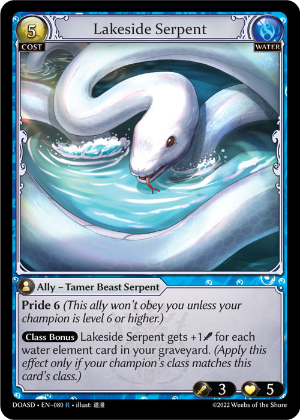 5
COST
Lakeside Serpent
WATER
Ally – Tamer Beast Serpent
Pride 6 (This ally won't obey you unless your
champion is level 6 or higher.)
Class Bonus Lakeside Serpent gets +1 for each
water element card in your graveyard. (Apply this
effect only if your champion's class matches this
card's class.)
3
5
DOASD • EN–080 R • illust:
©2022 Weebs of the Shore